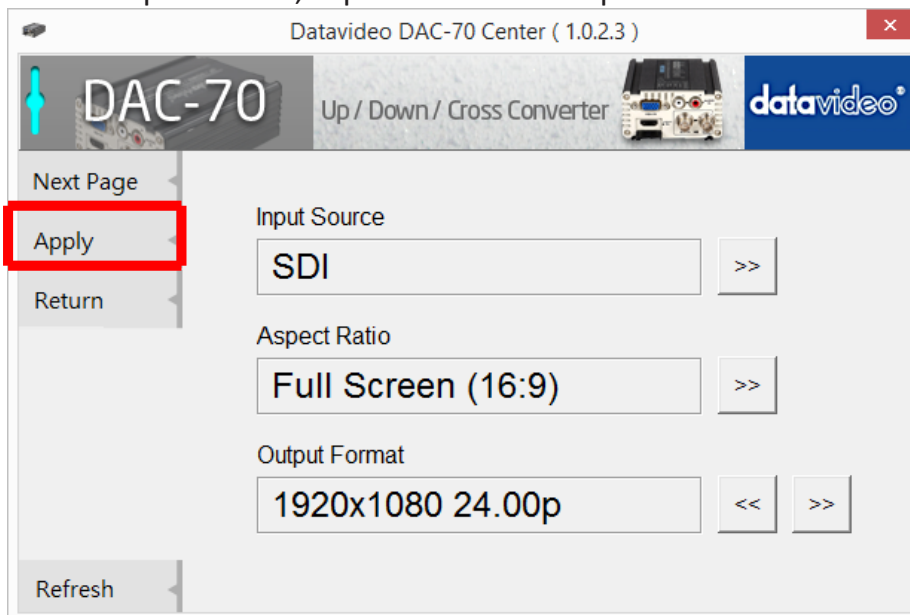 Datavideo DAC-70 Center ( 1.0.2.3 )
DAC-70 Up / Down / Cross Converter datavideo®
Next Page
Apply
Return
Input Source
SDI >>
Aspect Ratio
Full Screen (16:9) >>
Output Format
1920x1080 24.00p << >>
Refresh